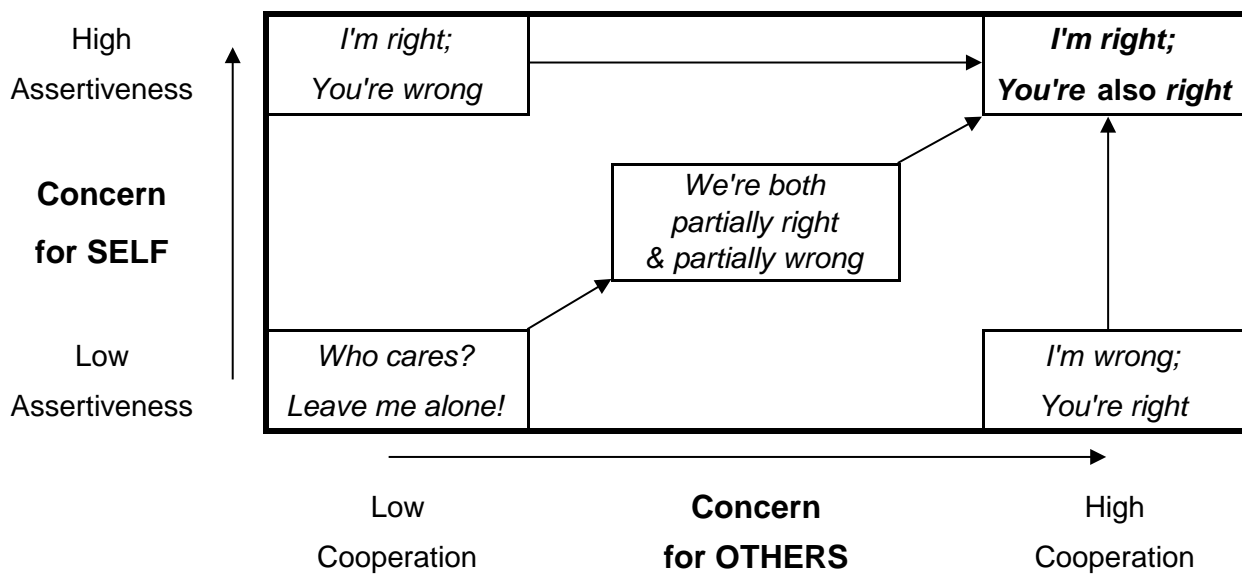 High
Assertiveness
I'm right;
You're wrong
I'm right;
You're also right
Concern
for SELF
We're both
partially right
& partially wrong
Low
Assertiveness
Who cares?
Leave me alone!
I'm wrong;
You're right
Low
Cooperation
Concern
for OTHERS
High
Cooperation